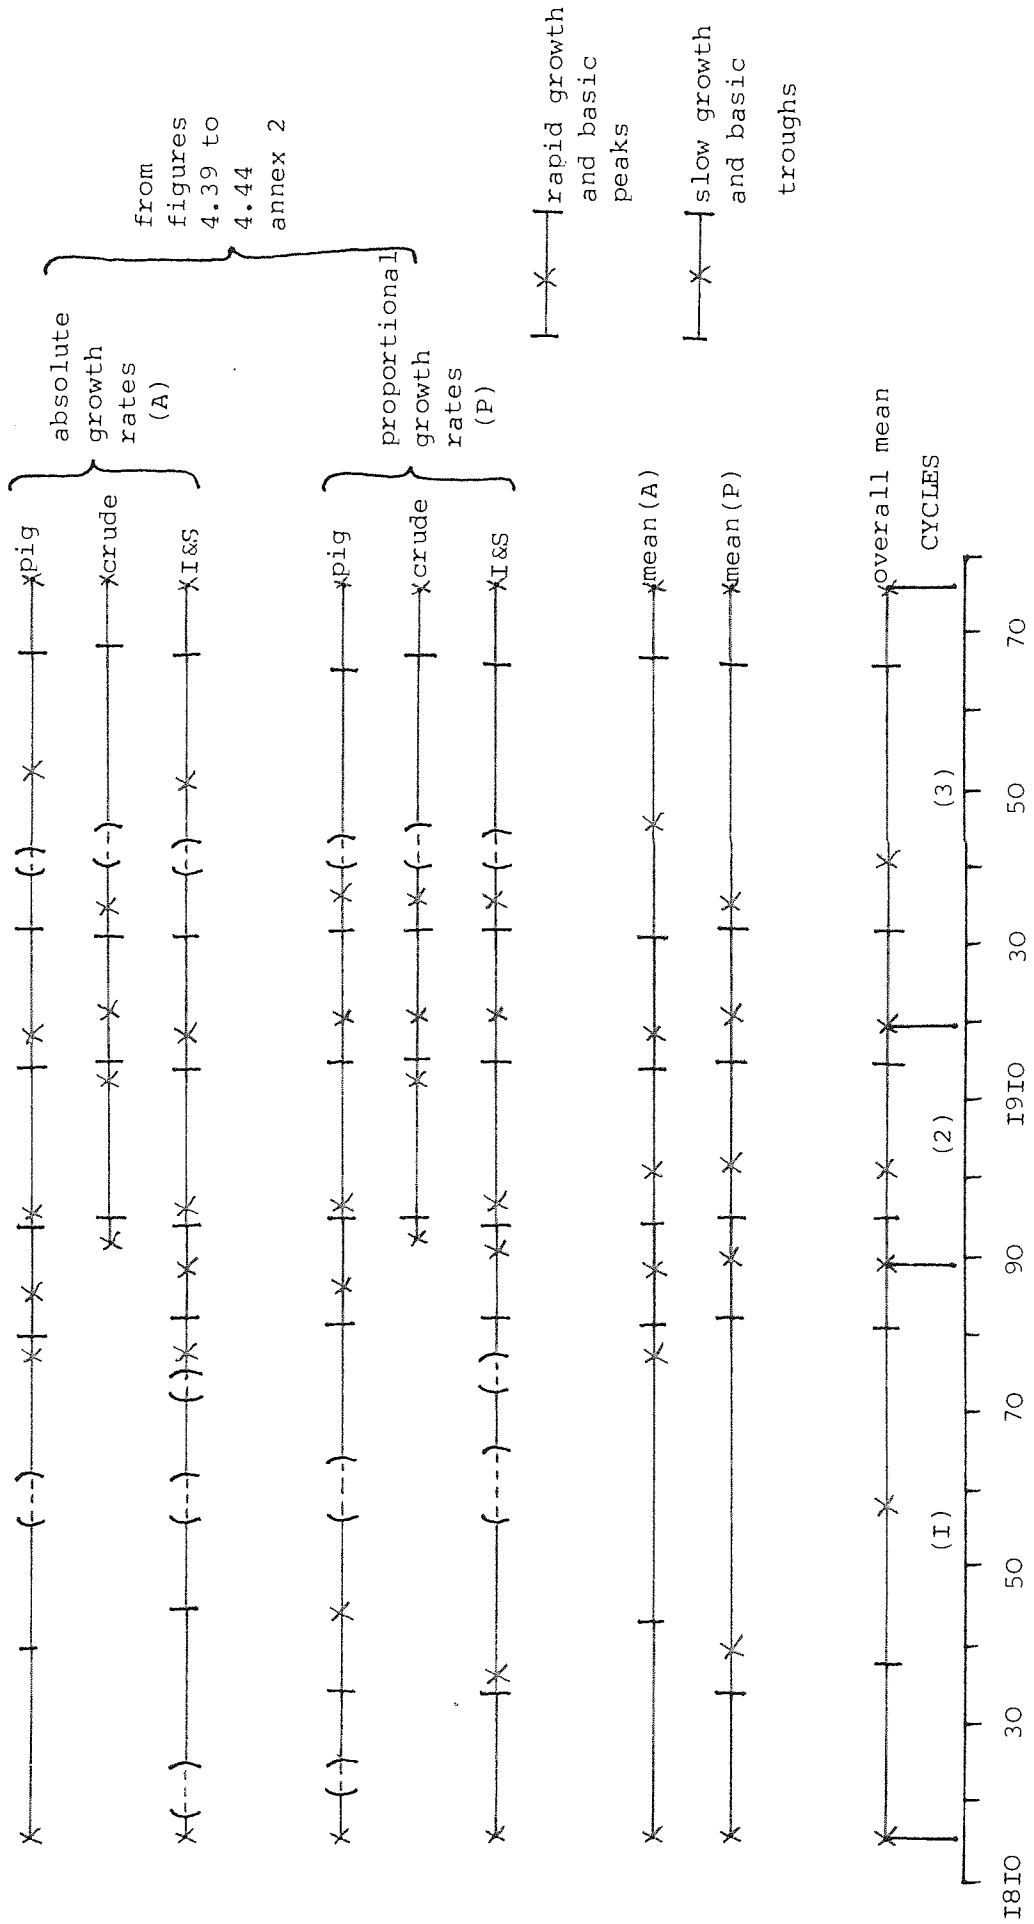 pig
crude
I&S
absolute
growth
rates
(A)
from
figures
4.39 to
4.44
annex 2
pig
crude
I&S
proportional
growth
rates
(P)
rapid growth
and basic
peaks
slow growth
and basic
troughs
mean(A)
mean(P)
overall mean
CYCLES
(I) (2) (3)
I8IO 30 50 70 90 I9IO 30 50 70